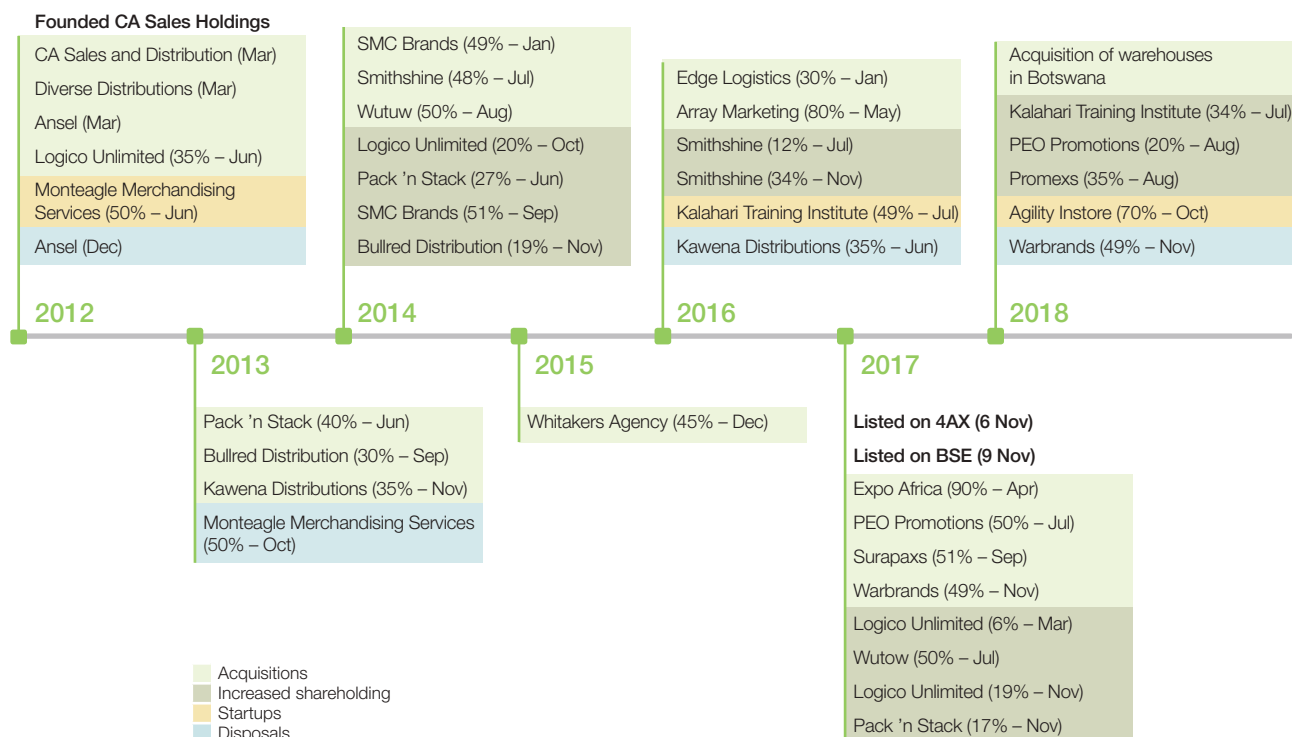 Founded CA Sales Holdings
CA Sales and Distribution (Mar)
Diverse Distributions (Mar)
Ansel (Mar)
Logico Unlimited (35% – Jun)
Monteagle Merchandising
Services (50% – Jun)
Ansel (Dec)
2012
Pack ’n Stack (40% – Jun)
Bullred Distribution (30% – Sep)
Kawena Distributions (35% – Nov)
Monteagle Merchandising Services
(50% – Oct)
2013
SMC Brands (49% – Jan)
Smithshine (48% – Jul)
Wutuw (50% – Aug)
Logico Unlimited (20% – Oct)
Pack ’n Stack (27% – Jun)
SMC Brands (51% – Sep)
Bullred Distribution (19% – Nov)
2014
2015
Whitakers Agency (45% – Dec)
Edge Logistics (30% – Jan)
Array Marketing (80% – May)
Smithshine (12% – Jul)
Smithshine (34% – Nov)
Kalahari Training Institute (49% – Jul)
Kawena Distributions (35% – Jun)
2016
2017
Listed on 4AX (6 Nov)
Listed on BSE (9 Nov)
Expo Africa (90% – Apr)
PEO Promotions (50% – Jul)
Surapaxs (51% – Sep)
Warbrands (49% – Nov)
Logico Unlimited (6% – Mar)
Wutow (50% – Jul)
Logico Unlimited (19% – Nov)
Pack ’n Stack (17% – Nov)
Acquisition of warehouses
in Botswana
Kalahari Training Institute (34% – Jul)
PEO Promotions (20% – Aug)
Promexs (35% – Aug)
Agility Instore (70% – Oct)
Warbrands (49% – Nov)
2018
Acquisitions
Increased shareholding
Startups
Disposals